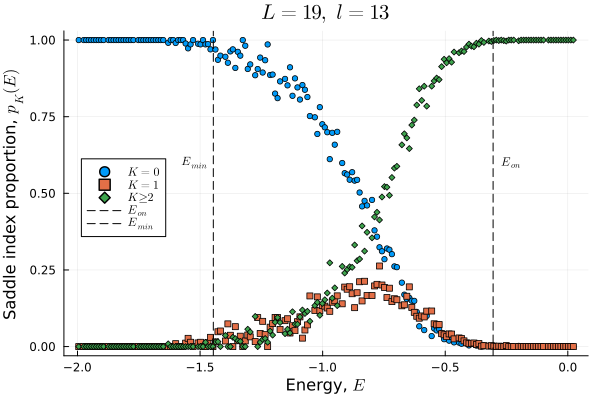 L = 19, l = 13
Saddle index proportion, p_K(E)
1.00
0.75
0.50
0.25
0.00
E_min
E_on
K = 0
K = 1
K ≥ 2
E_on
E_min
−2.0 −1.5 −1.0 −0.5 0.0
Energy, E